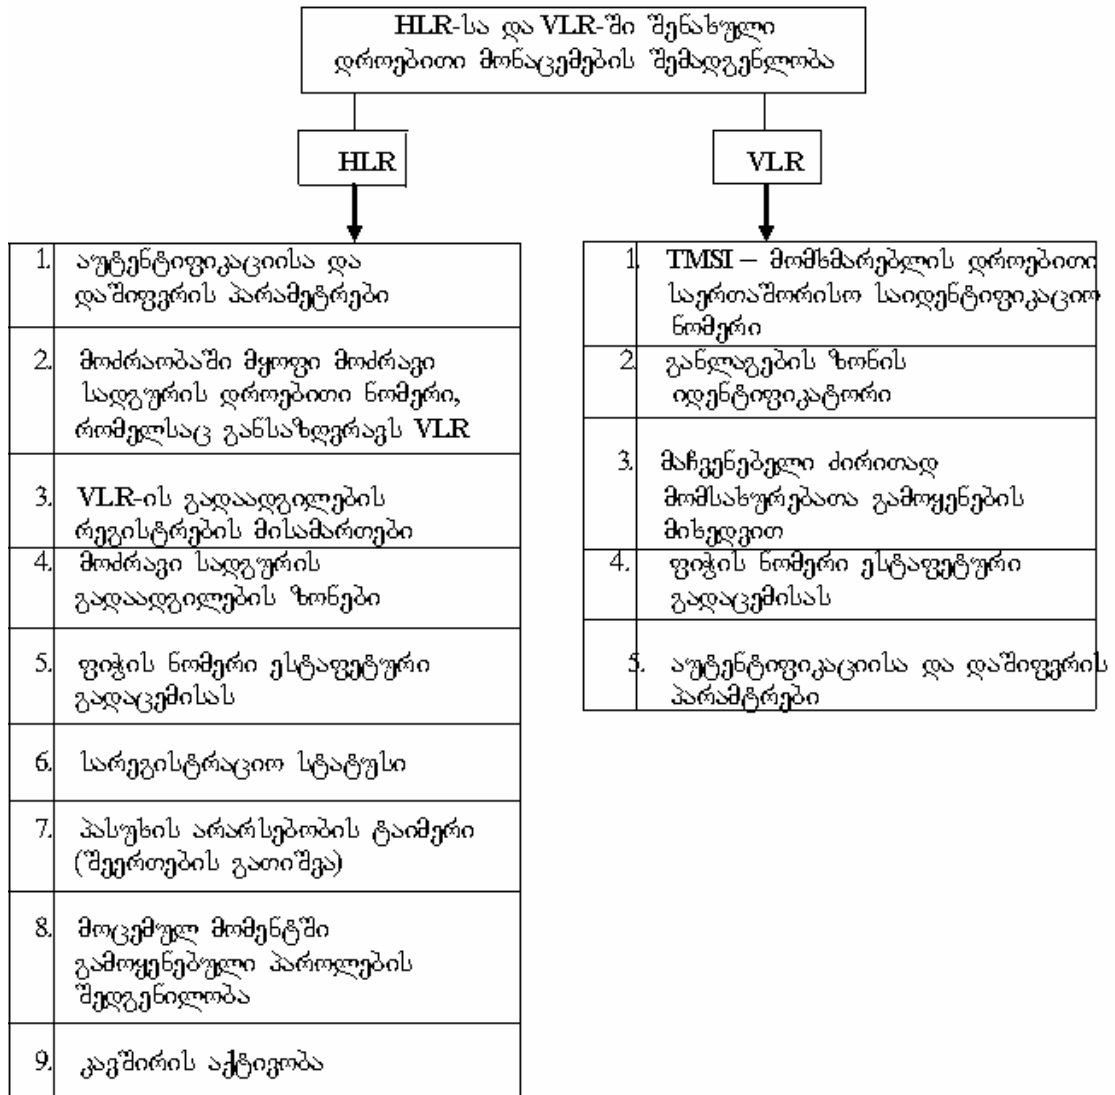 HLR-სა და VLR-ში შენახული
დროებითი მონაცემების შემადგენლობა
HLR
VLR
1. აუტენტიფიკაციისა და
დაშიფვრის პარამეტრები
2. მოძრაობაში მყოფი მოძრავი
სადგურის დროებითი ნომერი,
რომელსაც განსაზღვრავს VLR
3. VLR-ის გადაადგილების
რეგისტრების მისამართები
4. მოძრავი სადგურის
გადაადგილების ზონები
5. ფიჭის ნომერი ესტაფეტური
გადაცემისას
6. სარეგისტრაციო სტატუსი
7. პასუხის არარსებობის ტაიმერი
(შეერთების გათიშვა)
8. მოცემულ მომენტში
გამოყენებული პაროლების
შედგენილობა
9. კავშირის აქტივობა
1. TMSI – მომხმარებლის დროებითი
საერთაშორისო საიდენტიფიკაციო
ნომერი
2. განლაგების ზონის
იდენტიფიკატორი
3. მაჩვენებელი ძირითად
მომსახურებათა გამოყენების
მიხედვით
4. ფიჭის ნომერი ესტაფეტური
გადაცემისას
5. აუტენტიფიკაციისა და დაშიფვრის
პარამტრები